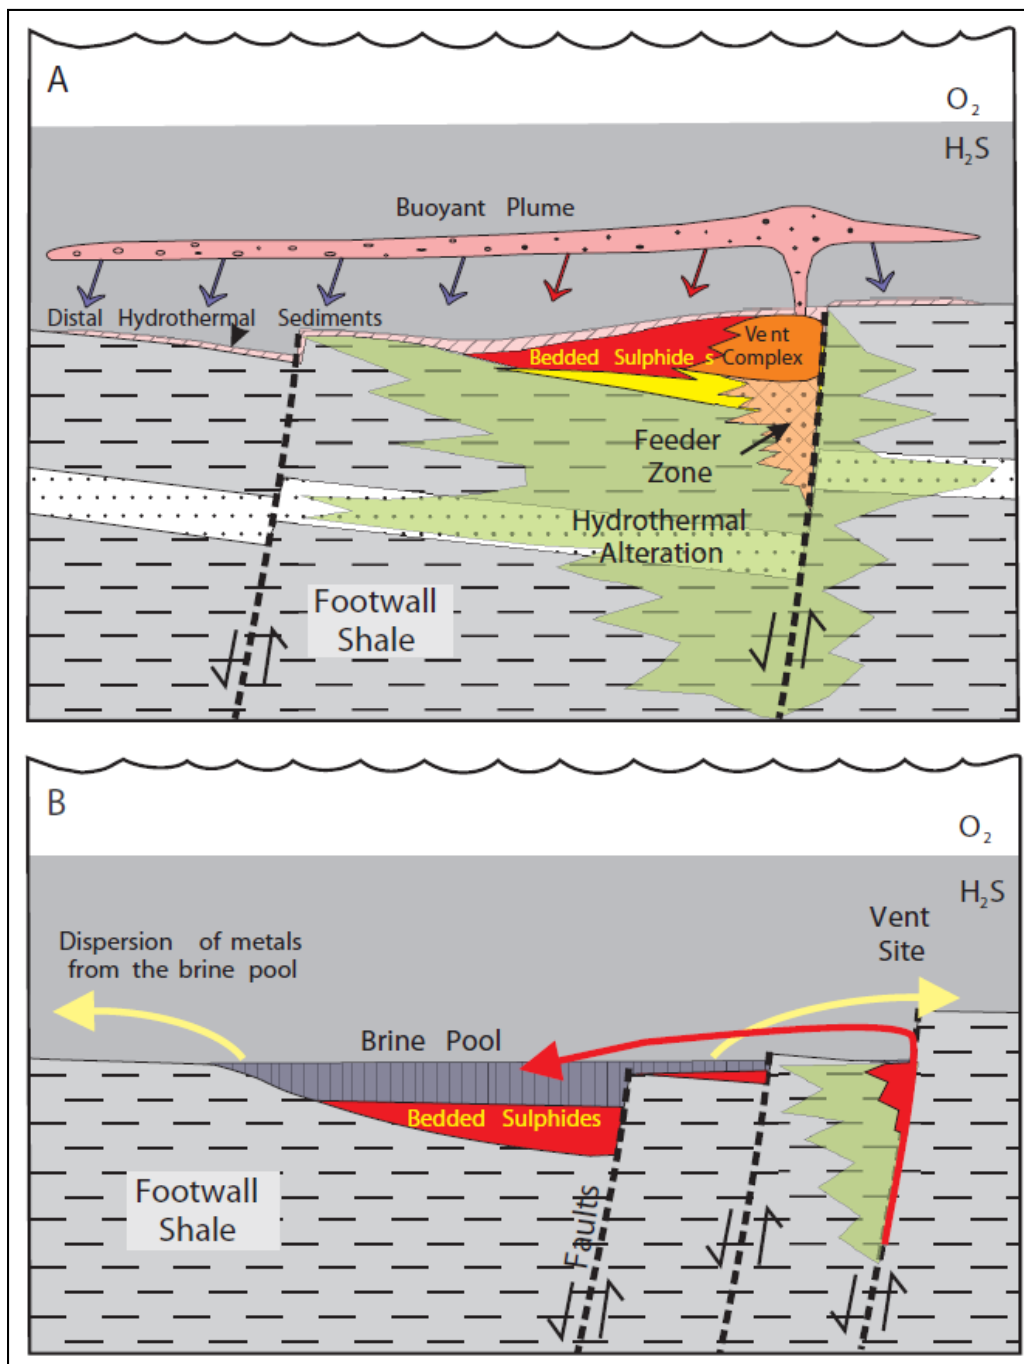 A
O2
H2S
Buoyant Plume
Distal Hydrothermal Sediments
Vent
Bedded Sulphides Complex
Feeder
Zone
Hydrothermal
Alteration
Footwall
Shale
B
O2
H2S
Vent
Site
Dispersion of metals
from the brine pool
Brine Pool
Bedded Sulphides
Footwall
Shale
Faults